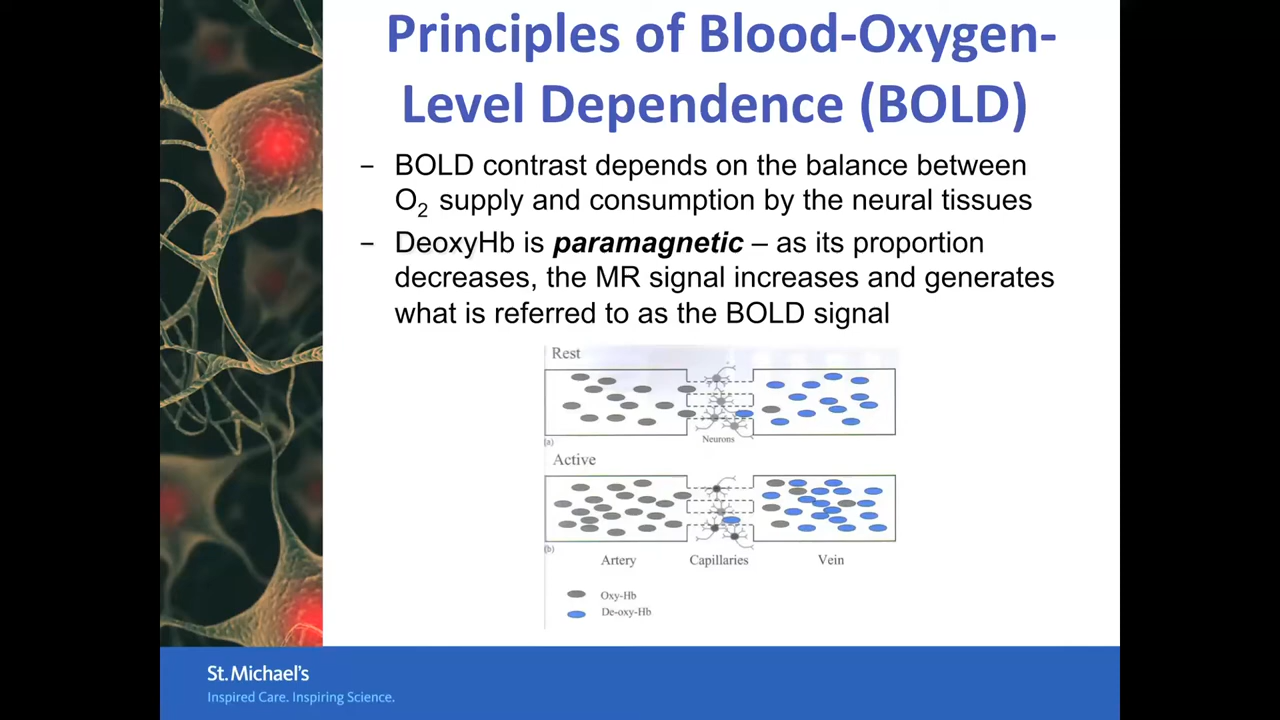 Principles of Blood-Oxygen-
Level Dependence (BOLD)
– BOLD contrast depends on the balance between
O₂ supply and consumption by the neural tissues
– DeoxyHb is paramagnetic – as its proportion
decreases, the MR signal increases and generates
what is referred to as the BOLD signal
Rest
Neurons
(a)
Active
(b)
Artery
Capillaries
Vein
Oxy-Hb
De-oxy-Hb
St. Michael's
Inspired Care. Inspiring Science.